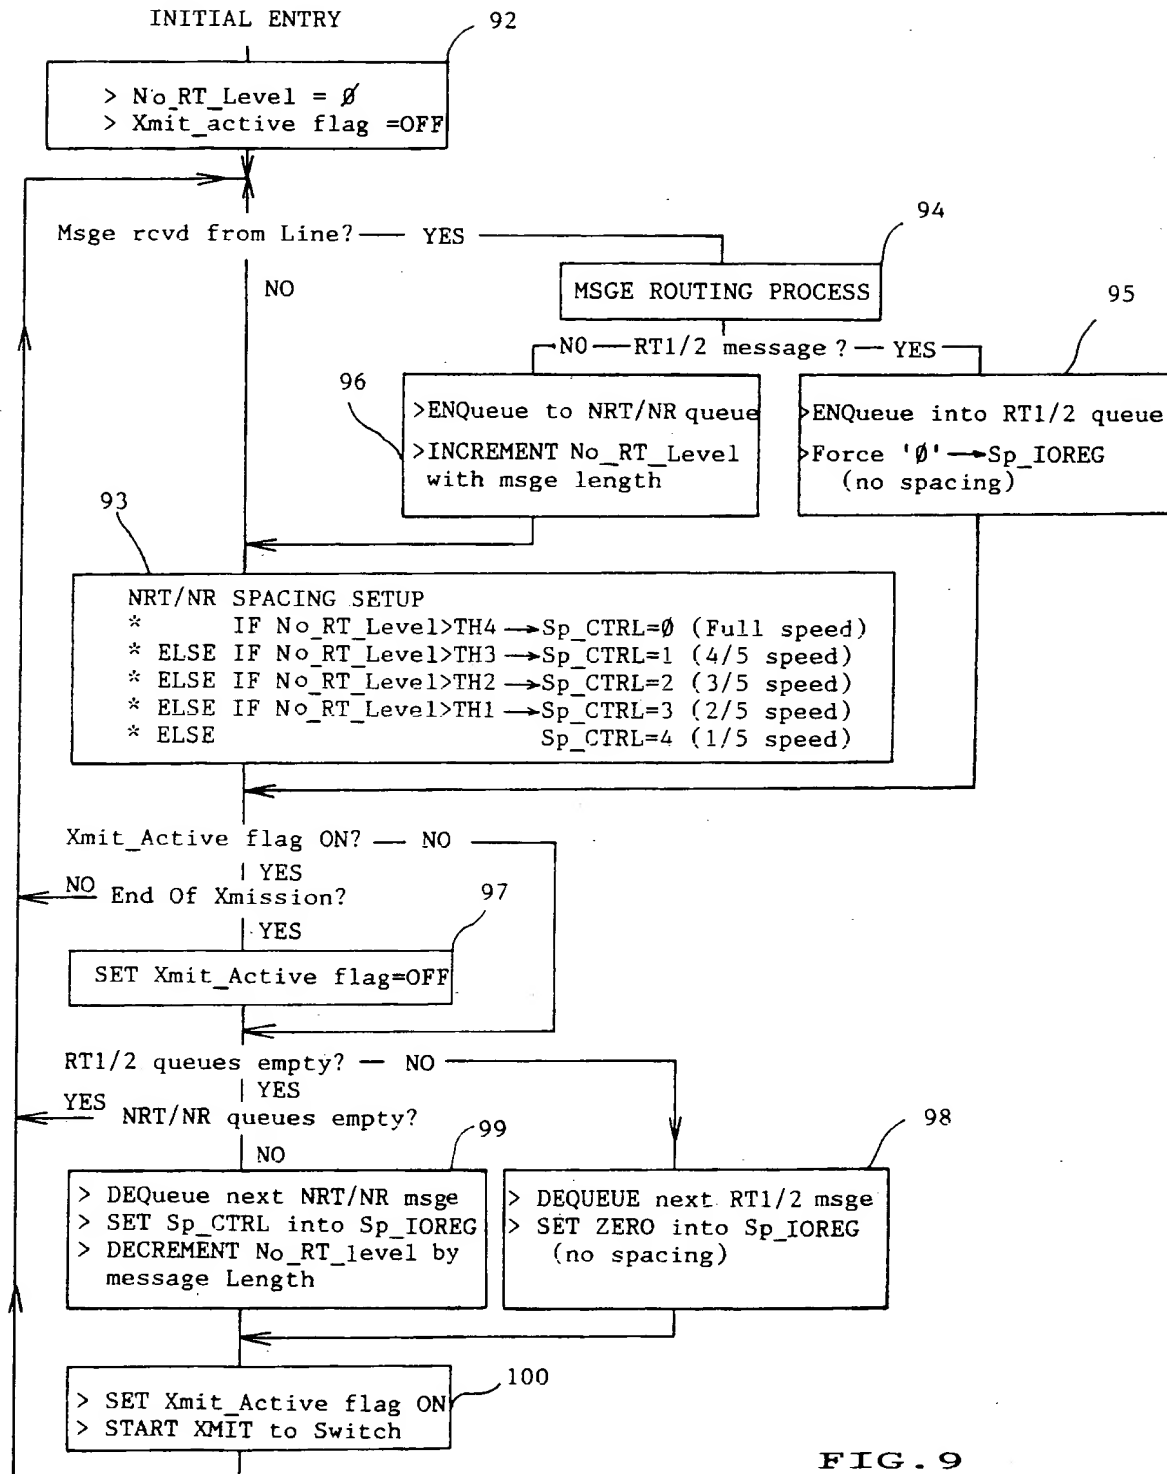 INITIAL ENTRY
92
> No_RT_Level = Ø
> Xmit_active flag =OFF
Msge rcvd from Line? YES
94
NO
MSGE ROUTING PROCESS
95
NO RT1/2 message ? YES
96
>ENQueue to NRT/NR queue
>INCREMENT No_RT_Level
with msge length
>ENQueue into RT1/2 queue
>Force 'Ø'→Sp_IOREG
(no spacing)
93
NRT/NR SPACING SETUP
* IF No_RT_Level>TH4 →Sp_CTRL=Ø (Full speed)
* ELSE IF No_RT_Level>TH3 →Sp_CTRL=1 (4/5 speed)
* ELSE IF No_RT_Level>TH2 →Sp_CTRL=2 (3/5 speed)
* ELSE IF No_RT_Level>TH1 →Sp_CTRL=3 (2/5 speed)
* ELSE Sp_CTRL=4 (1/5 speed)
Xmit_Active flag ON? NO
YES
NO End Of Xmission?
97
YES
SET Xmit_Active flag=OFF
RT1/2 queues empty? NO
YES
YES NRT/NR queues empty?
99
98
NO
> DEQueue next NRT/NR msge
> SET Sp_CTRL into Sp_IOREG
> DECREMENT No_RT_level by
message Length
> DEQUEUE next RT1/2 msge
> SET ZERO into Sp_IOREG
(no spacing)
100
> SET Xmit_Active flag ON
> START XMIT to Switch
FIG.9